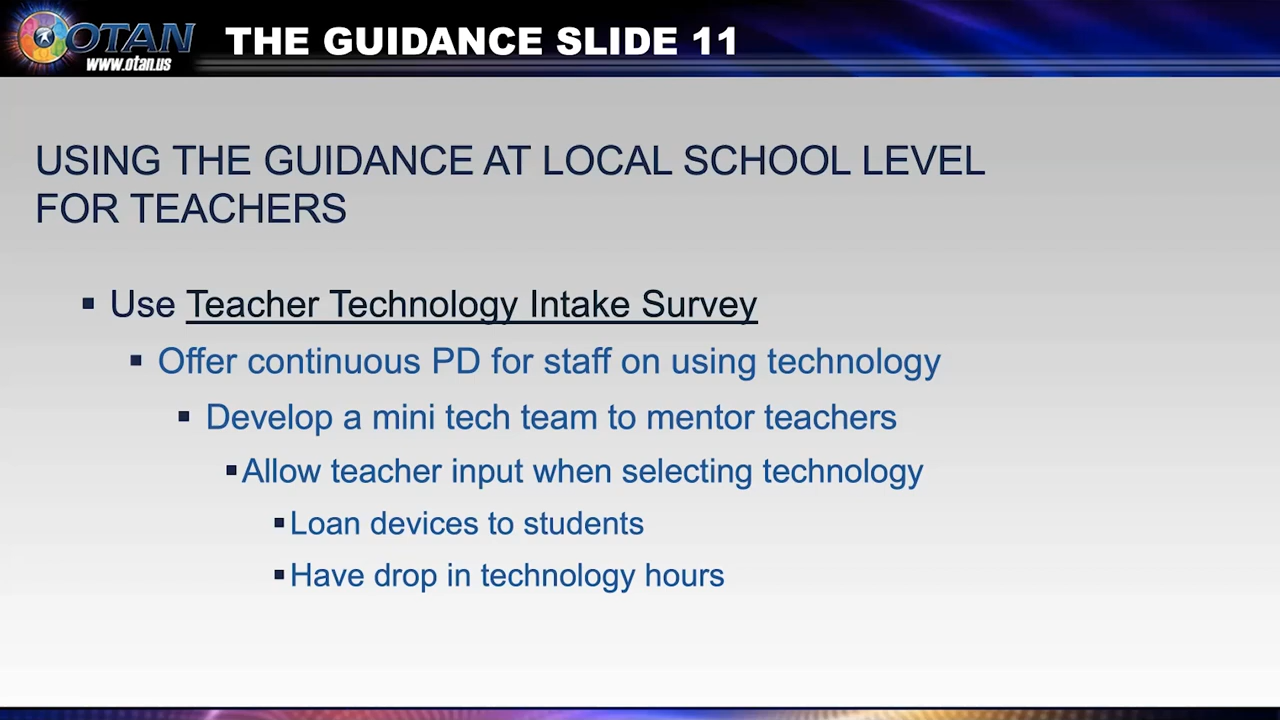 OTAN
www.otan.us
THE GUIDANCE SLIDE 11
USING THE GUIDANCE AT LOCAL SCHOOL LEVEL
FOR TEACHERS
▪ Use Teacher Technology Intake Survey
▪ Offer continuous PD for staff on using technology
▪ Develop a mini tech team to mentor teachers
▪ Allow teacher input when selecting technology
▪ Loan devices to students
▪ Have drop in technology hours